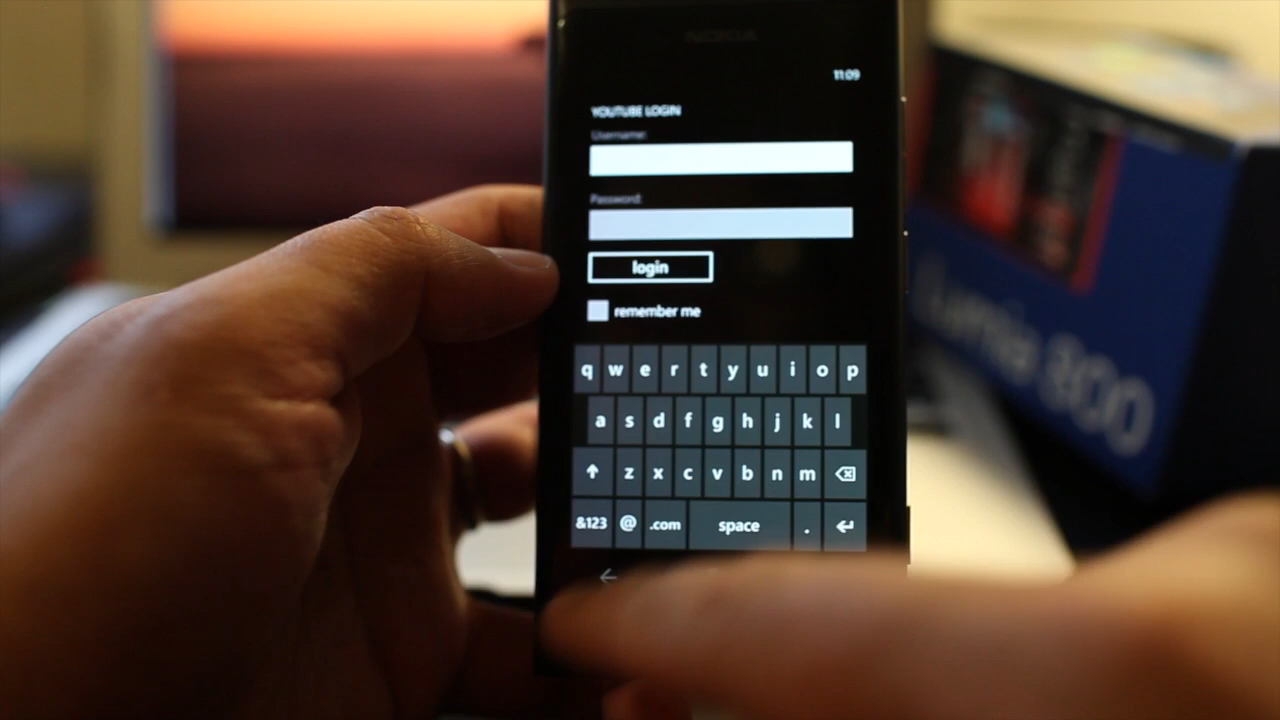 NOKIA
11:09
YOUTUBE LOGIN
Username:
Password:
login
remember me
q w e r t y u i o p
a s d f g h j k l
z x c v b n m
&123 @ .com space .
Lumia 800